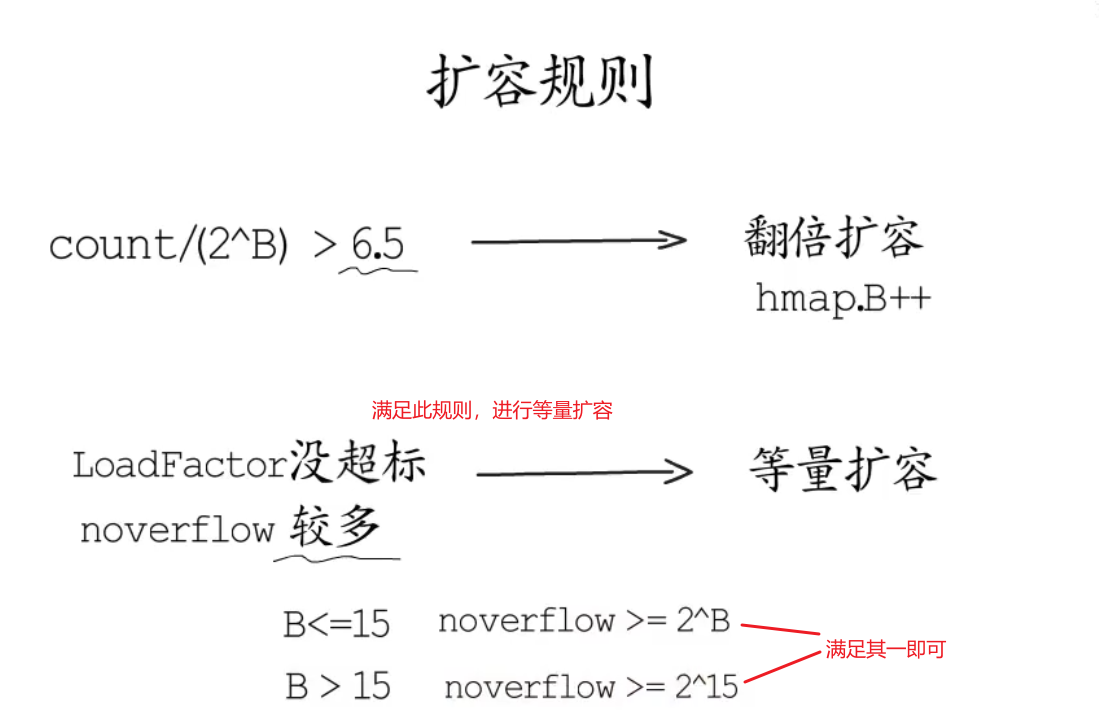 扩容规则
count/(2^B) > 6.5
翻倍扩容
hmap.B++
满足此规则，进行等量扩容
LoadFactor没超标
等量扩容
noverflow 较多
B<=15 noverflow >= 2^B
满足其一即可
B > 15 noverflow >= 2^15